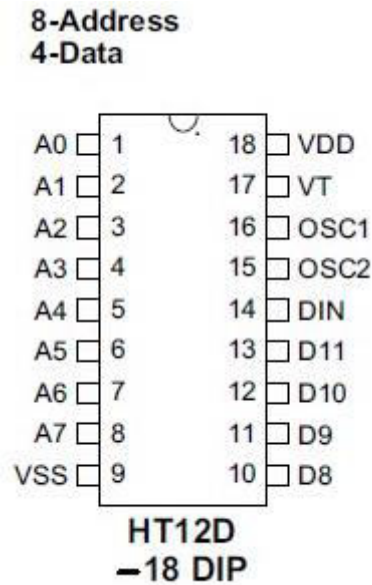 8-Address
4-Data
A0 1 18 VDD
A1 2 17 VT
A2 3 16 OSC1
A3 4 15 OSC2
A4 5 14 DIN
A5 6 13 D11
A6 7 12 D10
A7 8 11 D9
VSS 9 10 D8
HT12D
–18 DIP